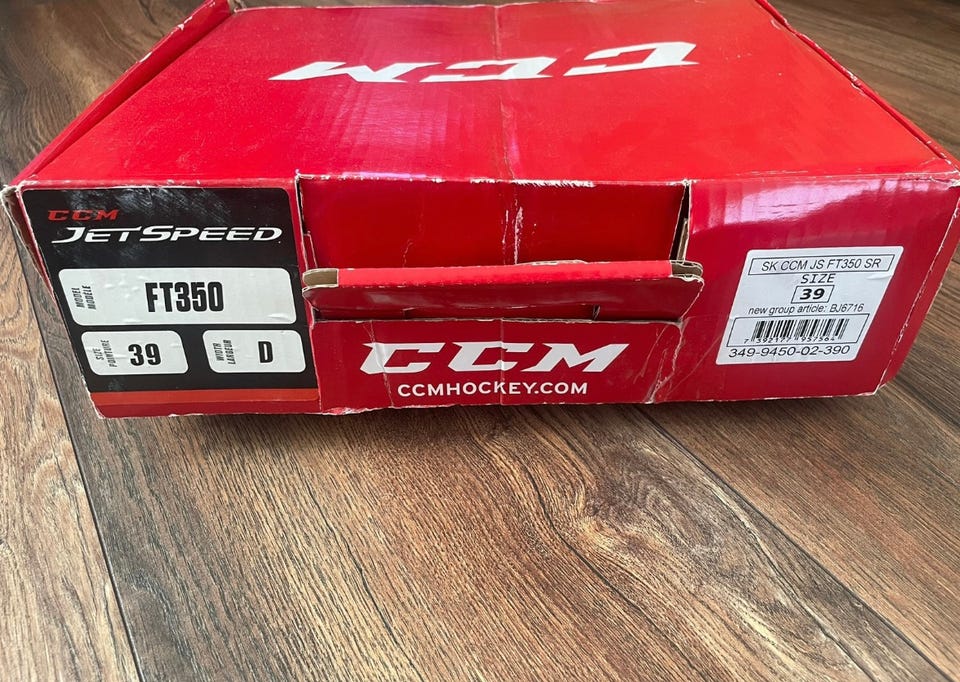 CCM
CCM
JETSPEED
MODEL
MODÈLE
FT350
SIZE
POINTURE
39
WIDTH
LARGEUR
D
CCM
CCMHOCKEY.COM
SK CCM JS FT350 SR
SIZE
39
new group article: BJ6716
349-9450-02-390